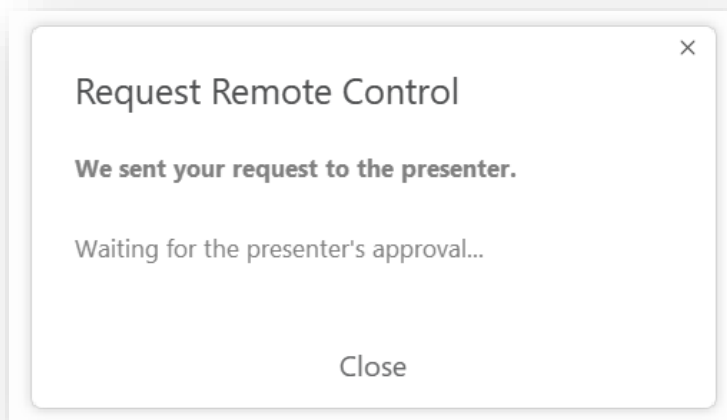 Request Remote Control
We sent your request to the presenter.
Waiting for the presenter's approval...
Close